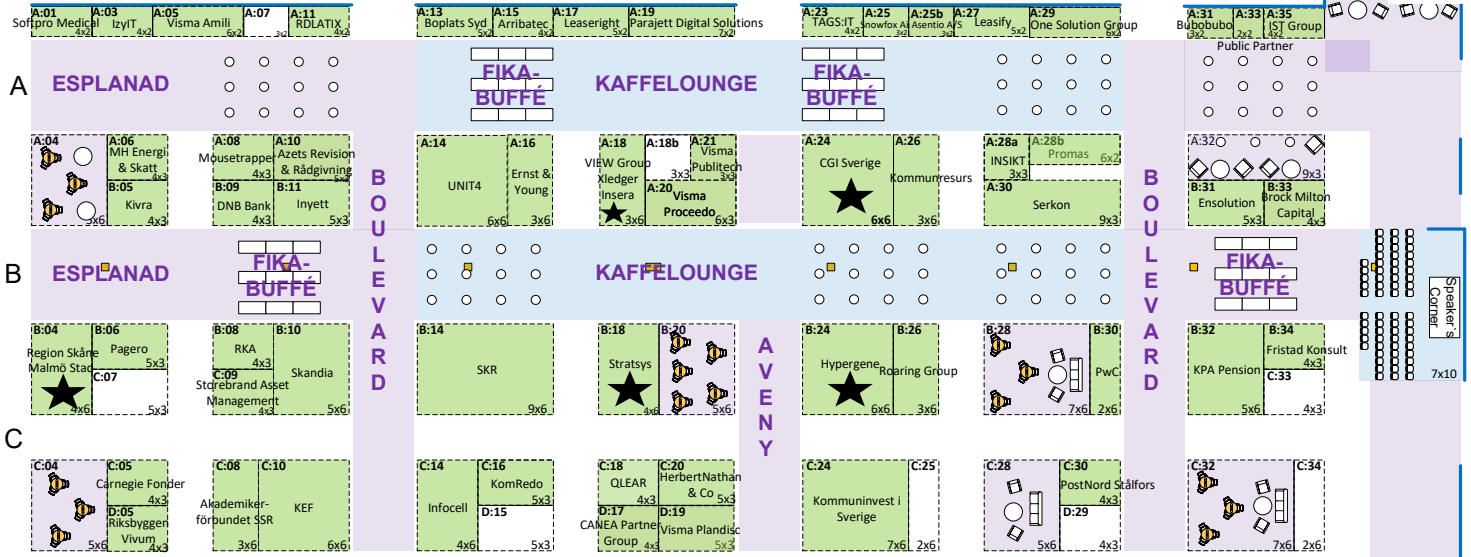 A:01
Softpro Medical
4x2
A:03
IzyIT
4x2
A:05
Visma Amili
6x2
A:07
3x2
A:11
RDLATIX
4x2
A:13
Boplats Syd
5x2
A:15
Arribatec
4x2
A:17
Leaseright
5x2
A:19
Parajett Digital Solutions
7x2
A:23
TAGS:IT
4x2
A:25
3x2
A:25b
3x2
A:27
Leasify
5x2
A:29
One Solution Group
6x2
A:31
Bubobubo
3x2
A:33
2x2
A:35
IST Group
4x2
Public Partner
A
ESPLANAD
FIKA-
BUFFÉ
KAFFELOUNGE
FIKA-
BUFFÉ
A:04
5x6
A:06
MH Energi
& Skatt
4x3
B:05
Kivra
4x3
A:08
Mousetrapper
4x3
A:10
Azets Revision
& Rådgivning
5x3
B:09
DNB Bank
4x3
B:11
Inyett
5x3
BOULEVARD
A:14
UNIT4
6x6
A:16
Ernst &
Young
3x6
A:18
VIEW Group
Xledger
Insera
3x6
A:18b
3x3
A:21
Visma
Publitech
3x3
A:20
Visma
Proceedo
6x3
A:24
CGI Sverige
6x6
A:26
Kommunresurs
3x6
A:28a
INSIKT
3x3
A:28b
Promas
6x2
A:30
Serkon
9x3
BOULEVARD
A:32
9x3
B:31
Ensolution
5x3
B:33
Brock Milton
Capital
4x3
B
ESPLANAD
FIKA-
BUFFÉ
KAFFELOUNGE
FIKA-
BUFFÉ
Speaker's
Corner
7x10
B:04
Region Skåne
Malmö Stad
4x6
B:06
Pagero
5x3
C:07
5x3
B:08
RKA
4x3
C:09
Storebrand Asset
Management
4x3
B:10
Skandia
5x6
B:14
SKR
9x6
B:18
Stratsys
4x6
B:20
5x6
AVENY
B:24
Hypergene
6x6
B:26
Roaring Group
3x6
B:28
7x6
B:30
PwC
2x6
B:32
KPA Pension
5x6
B:34
Fristad Konsult
4x3
C:33
4x3
C
C:04
5x6
C:05
Carnegie Fonder
4x3
D:05
Riksbyggen
Vivum
4x3
C:08
Akademiker-
förbundet SSR
3x6
C:10
KEF
6x6
C:14
Infocell
4x6
C:16
KomRedo
5x3
D:15
5x3
C:18
QLEAR
4x3
C:20
HerbertNathan
& Co
5x3
D:17
CANEA Partner
Group
4x3
D:19
Visma Plandisc
5x3
C:24
Kommuninvest i
Sverige
7x6
C:25
2x6
C:28
5x6
C:30
PostNord Stålfors
4x3
D:29
4x3
C:32
7x6
C:34
2x6